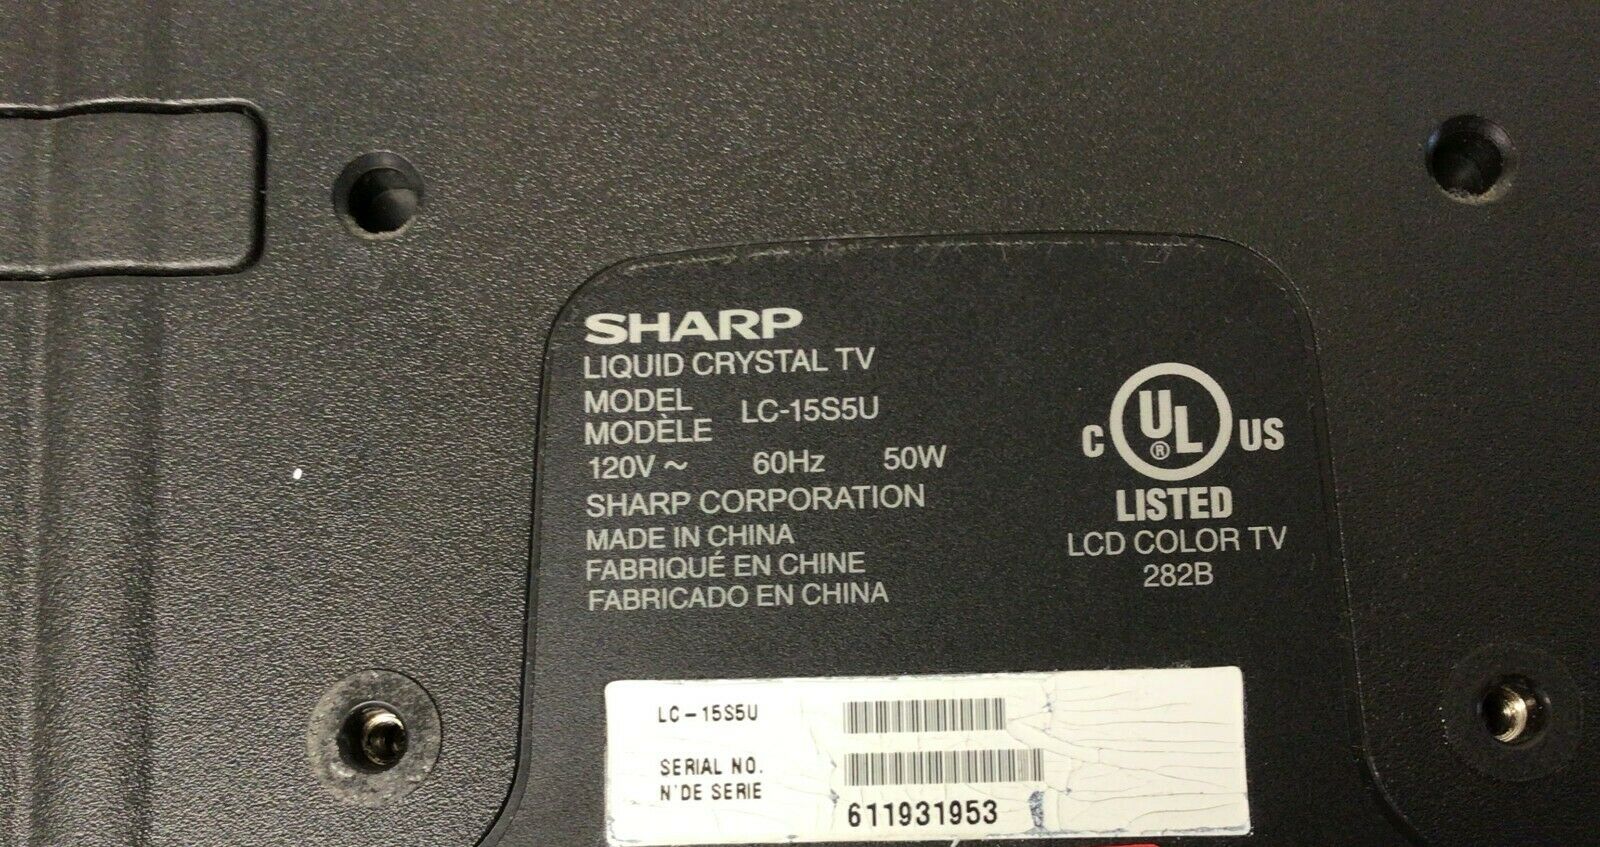 SHARP
LIQUID CRYSTAL TV
MODEL
MODÈLE LC-15S5U
120V ~ 60Hz 50W
SHARP CORPORATION
MADE IN CHINA
FABRIQUÉ EN CHINE
FABRICADO EN CHINA
C UL ® US
LISTED
LCD COLOR TV
282B
LC-15S5U
SERIAL NO.
N'DE SERIE
611931953